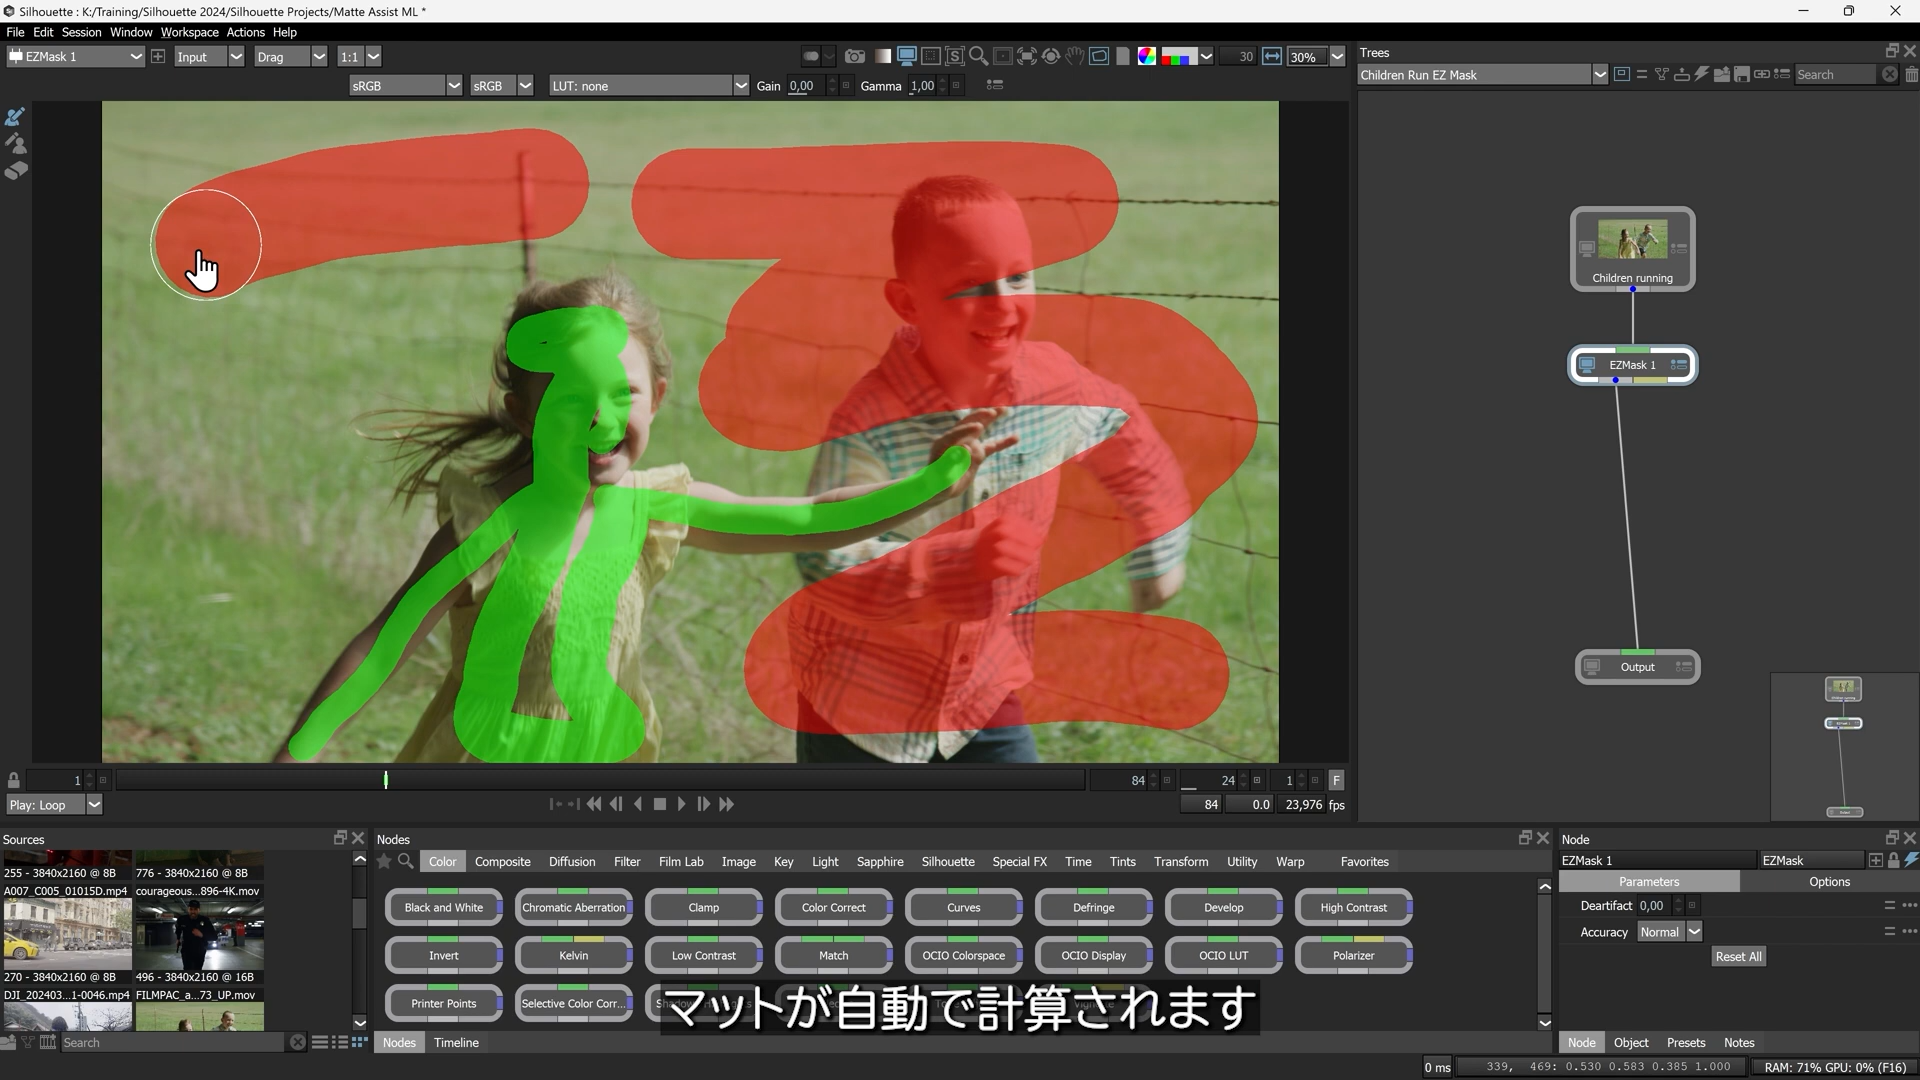 Silhouette : K:/Training/Silhouette 2024/Silhouette Projects/Matte Assist ML *
File Edit Session Window Workspace Actions Help
EZMask 1 Input Drag 1:1 30 30%
sRGB sRGB LUT: none Gain 0,00 Gamma 1,00
Trees
Children Run EZ Mask Search
Children running
EZMask 1
Output
1 84 24 1 F
Play: Loop 84 0.0 23,976 fps
Sources
255 - 3840x2160 @ 8B 776 - 3840x2160 @ 8B
A007_C005_01015D.mp4 courageous...896-4K.mov
270 - 3840x2160 @ 8B 496 - 3840x2160 @ 16B
DJI_202403...1-0046.mp4 FILMPAC_a...73_UP.mov
Search
Nodes
Color Composite Diffusion Filter Film Lab Image Key Light Sapphire Silhouette Special FX Time Tints Transform Utility Warp Favorites
Black and White Chromatic Aberration Clamp Color Correct Curves Defringe Develop High Contrast
Invert Kelvin Low Contrast Match OCIO Colorspace OCIO Display OCIO LUT Polarizer
Printer Points Selective Color Corr...
マットが自動で計算されます
Nodes Timeline
Node
EZMask 1 EZMask
Parameters Options
Deartifact 0,00
Accuracy Normal
Reset All
Node Object Presets Notes
0 ms 339, 469: 0.530 0.583 0.385 1.000 RAM: 71% GPU: 0% (F16)